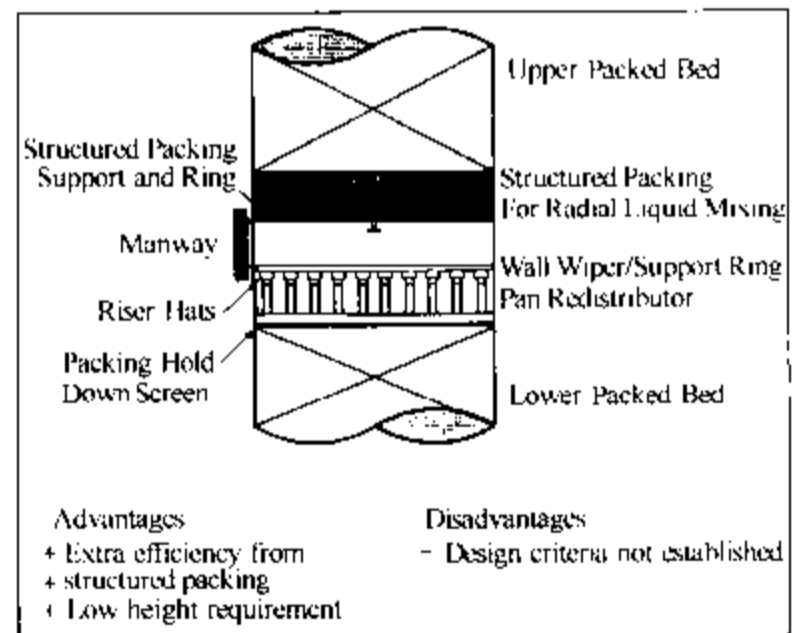 Upper Packed Bed
Structured Packing
Support and Ring
Structured Packing
For Radial Liquid Mixing
Manway
Wall Wiper/Support Ring
Pan Redistributor
Riser Hats
Packing Hold
Down Screen
Lower Packed Bed
Advantages
+ Extra efficiency from
+ structured packing
+ Low height requirement
Disadvantages
- Design criteria not established